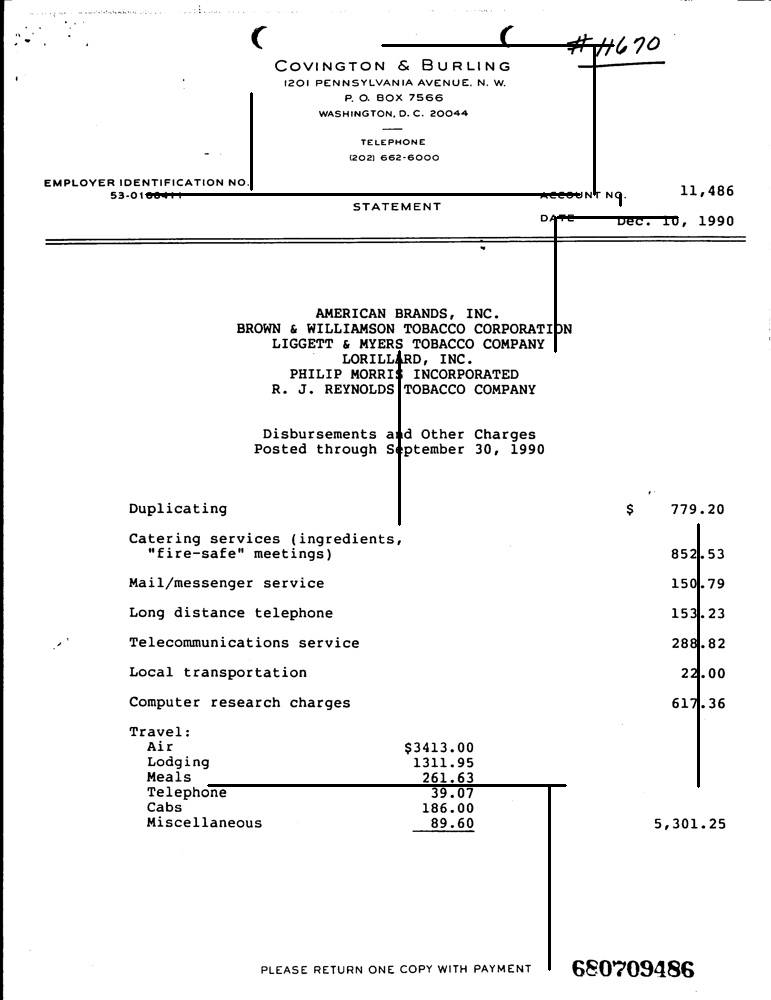 # 11670
COVINGTON & BURLING
1201 PENNSYLVANIA AVENUE, N. W.
P. O. BOX 7566
WASHINGTON, D. C. 20044
TELEPHONE
(202) 662-6000
EMPLOYER IDENTIFICATION NO.
ACCOUNT NO. 11,486
STATEMENT
DATE Dec. 10, 1990
AMERICAN BRANDS, INC.
BROWN & WILLIAMSON TOBACCO CORPORATION
LIGGETT & MYERS TOBACCO COMPANY
LORILLARD, INC.
PHILIP MORRIS INCORPORATED
R. J. REYNOLDS TOBACCO COMPANY
Disbursements and Other Charges
Posted through September 30, 1990
Duplicating $ 779.20
Catering services (ingredients,
"fire-safe" meetings) 852.53
Mail/messenger service 150.79
Long distance telephone 153.23
Telecommunications service 288.82
Local transportation 22.00
Computer research charges 617.36
Travel:
Air $3413.00
Lodging 1311.95
Meals 261.63
Telephone 39.07
Cabs 186.00
Miscellaneous 89.60 5,301.25
PLEASE RETURN ONE COPY WITH PAYMENT 680709486